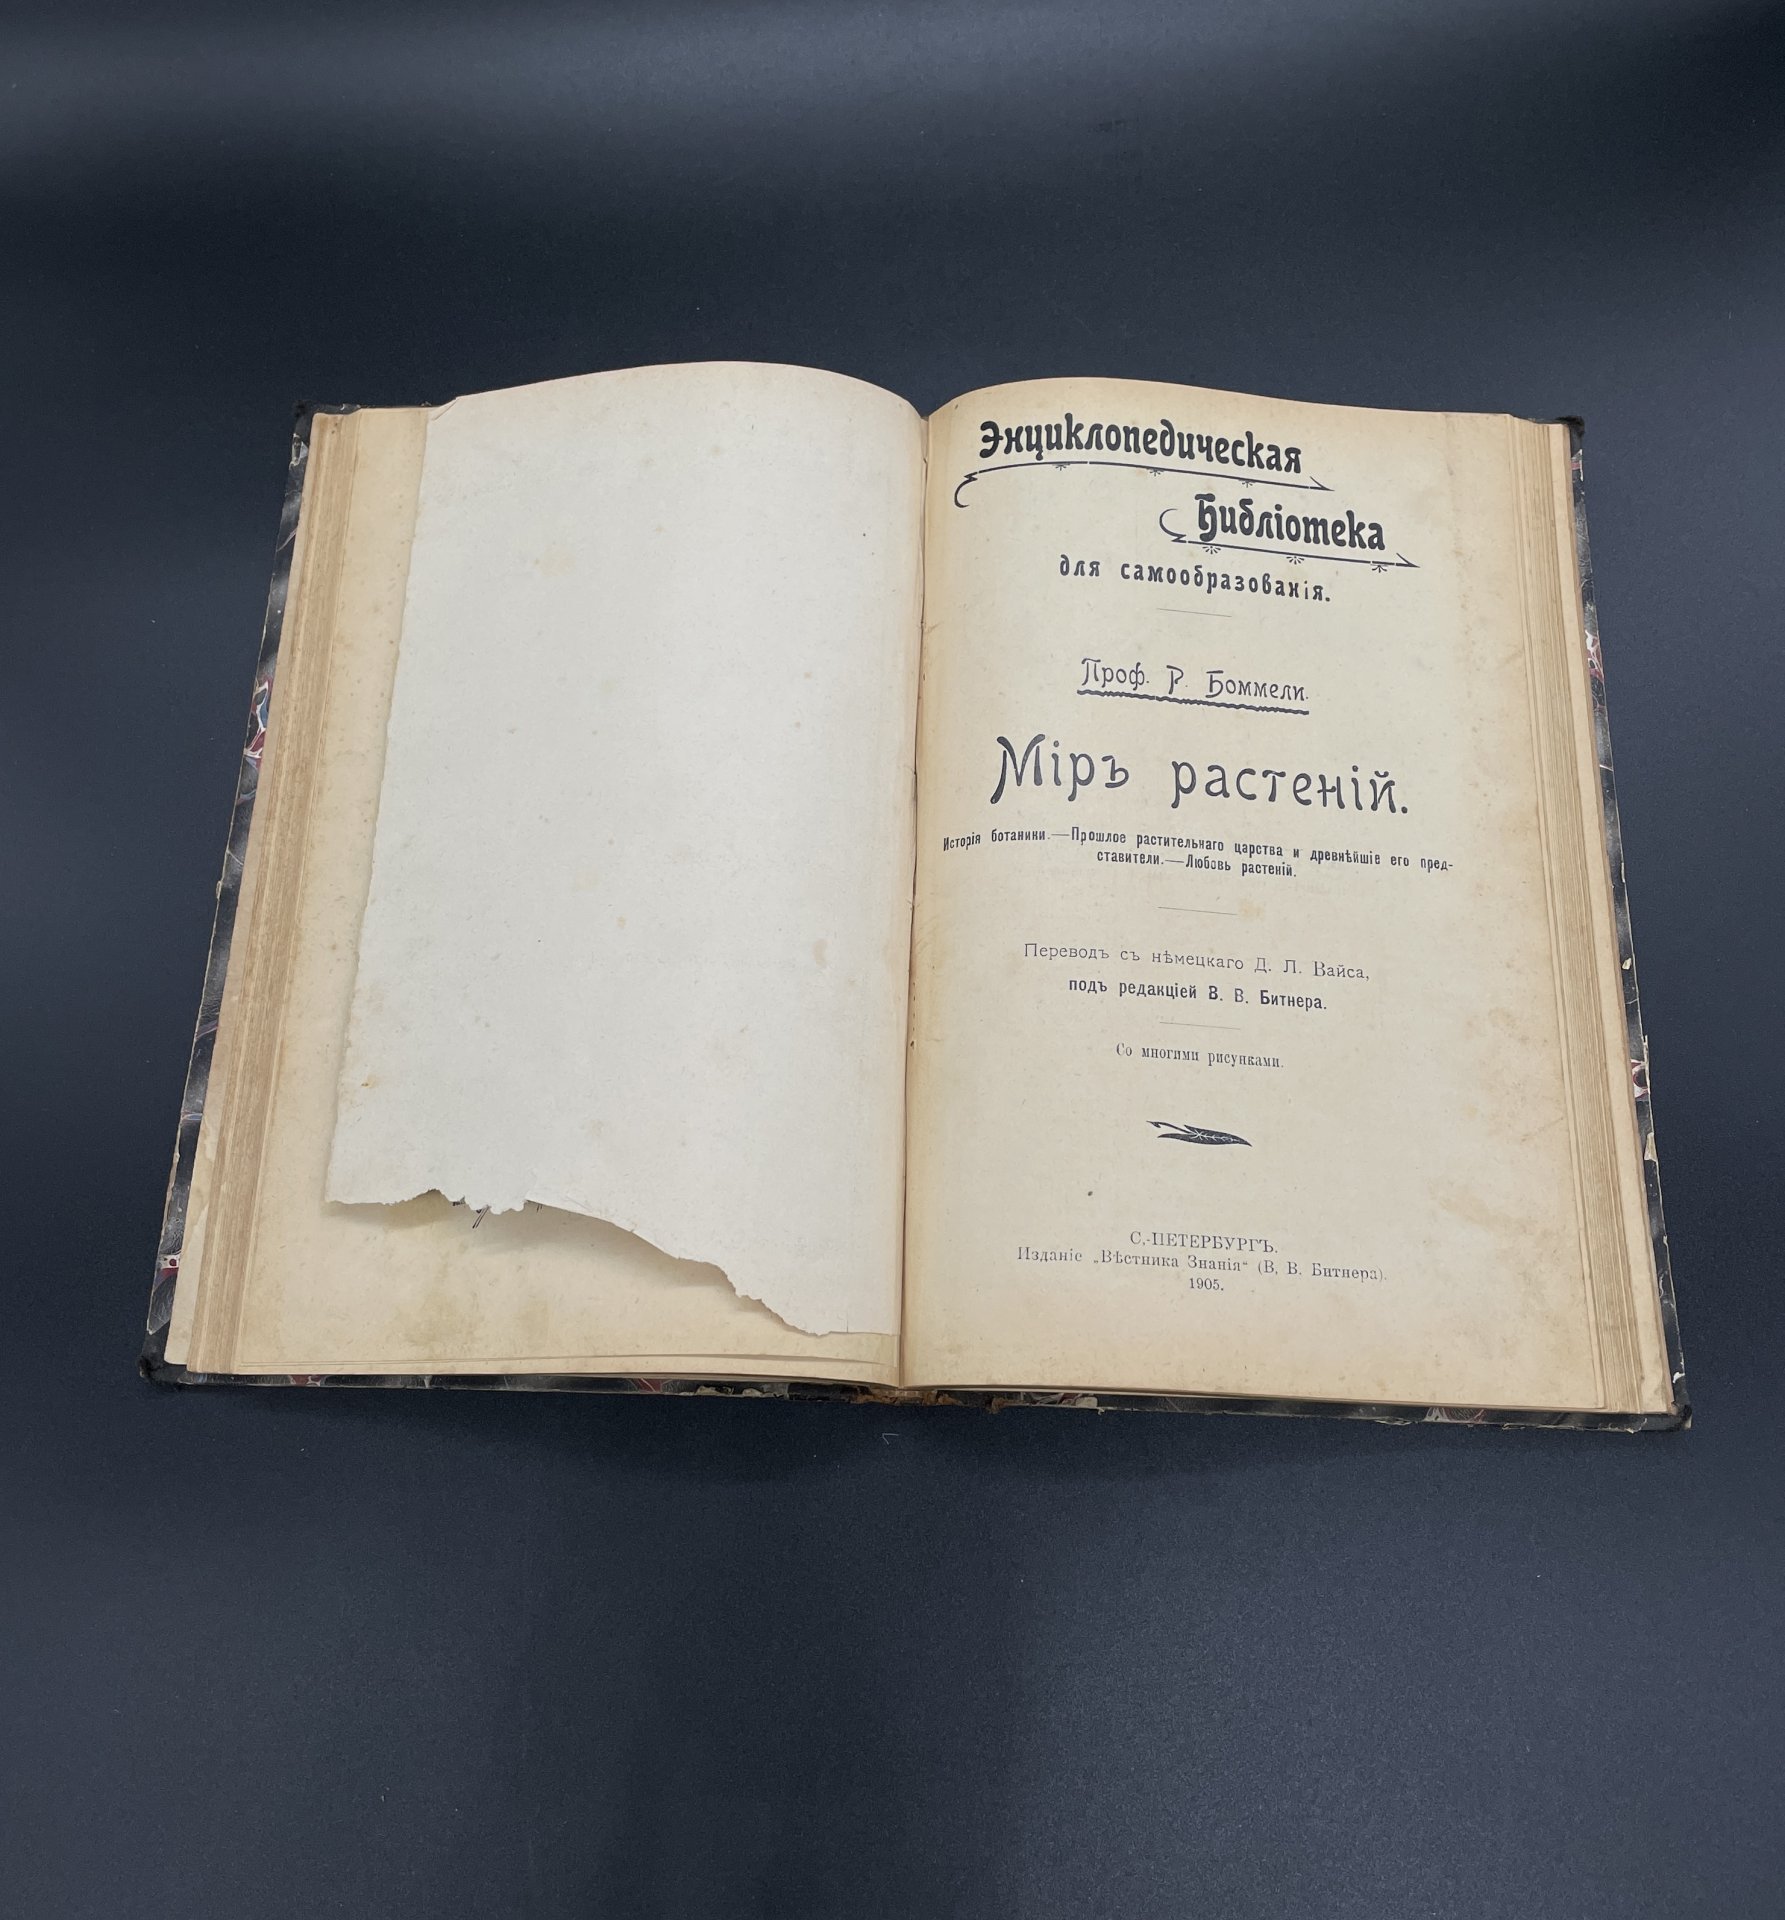 Энциклопедическая
Библіотека
для самообразованія.
Проф. Р. Боммели.
Міръ растеній.
Исторія ботаники.—Прошлое растительнаго царства и древнѣйшіе его пред-
ставители.—Любовь растеній.
Переводъ съ нѣмецкаго Д. Л. Вайса,
подъ редакціей В. В. Битнера.
Со многими рисунками.
С.-ПЕТЕРБУРГЪ.
Изданіе „Вѣстника Знанія“ (В. В. Битнера).
1905.